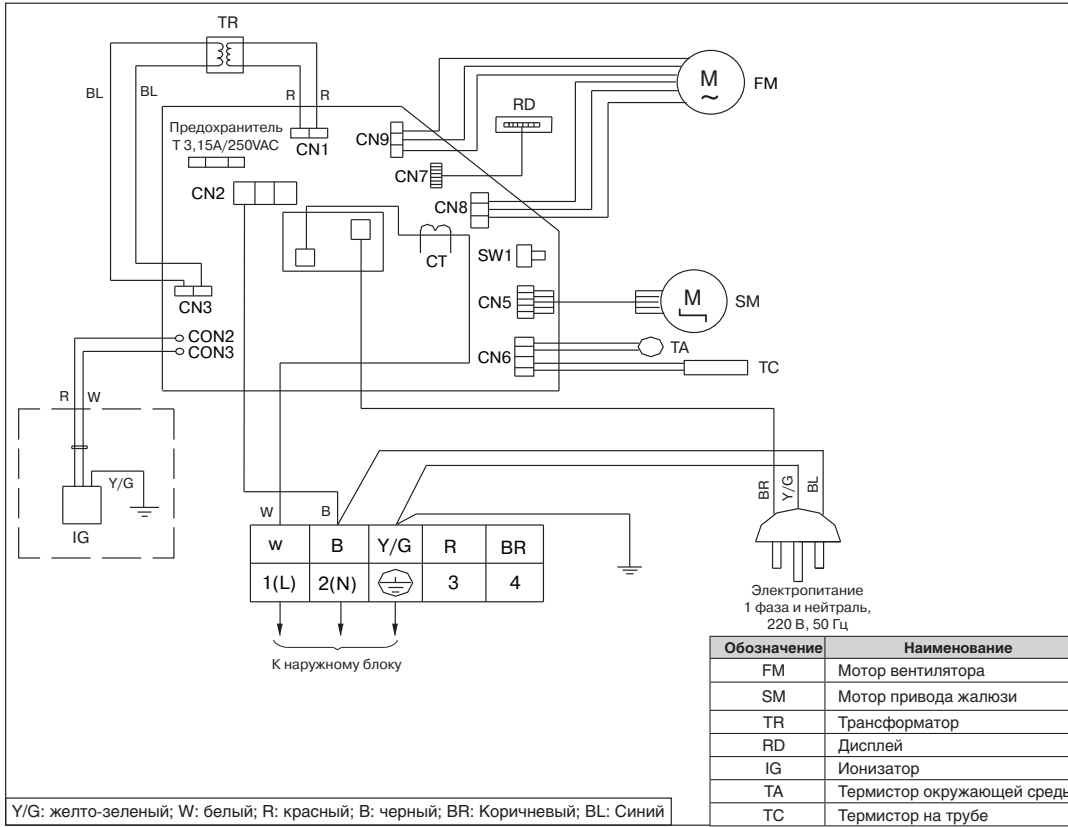 TR
BL
BL
R
R
M
~
FM
RD
Предохранитель
Т 3,15A/250VAC
CN1
CN9
CN7
CN2
CN8
CT
SW1
CN3
CN5
M
SM
CON2
CON3
CN6
TA
TC
R
W
Y/G
IG
BR
Y/G
BL
W
B
w
B
Y/G
R
BR
1(L)
2(N)
3
4
К наружному блоку
Электропитание
1 фаза и нейтраль,
220 В, 50 Гц
Обозначение Наименование
FM Мотор вентилятора
SM Мотор привода жалюзи
TR Трансформатор
RD Дисплей
IG Ионизатор
TA Термистор окружающей
TC Термистор на трубе
Y/G: желто-зеленый; W: белый; R: красный; B: черный; BR: Коричневый; BL: Синий